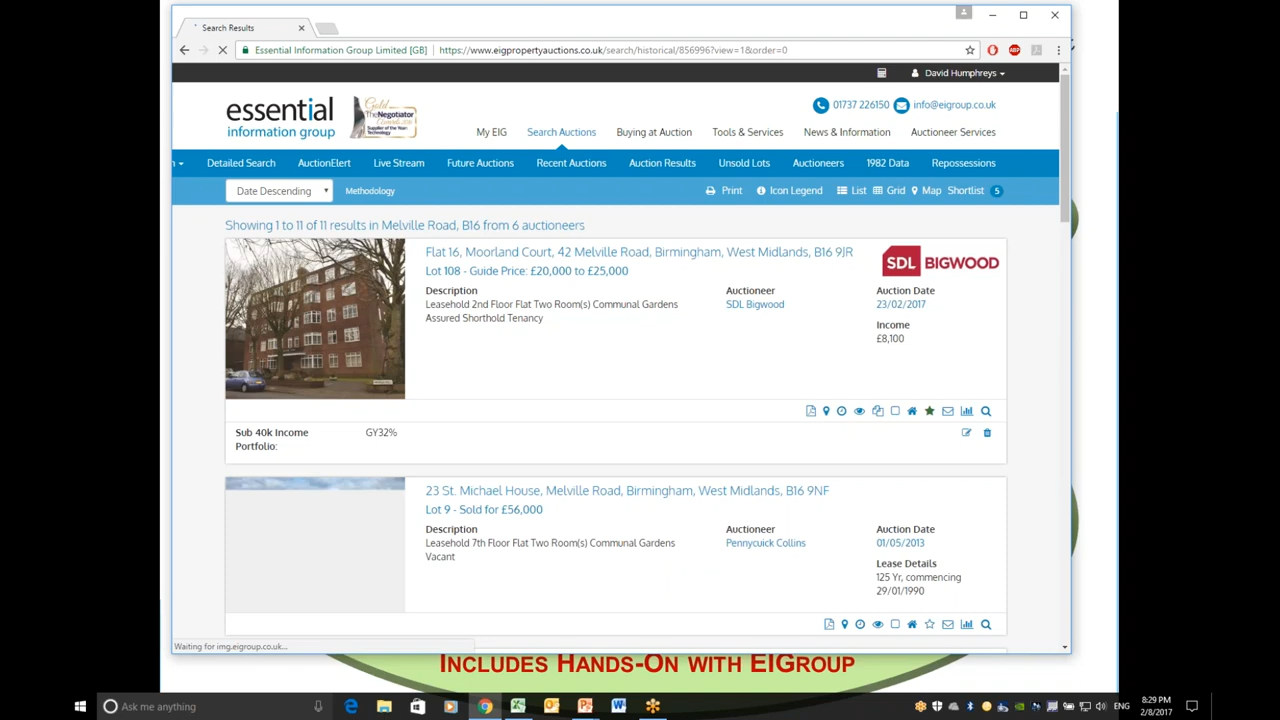 Search Results
Essential Information Group Limited [GB] https://www.eigpropertyauctions.co.uk/search/historical/856996?view=1&order=0
David Humphreys
essential
information group
Gold
The Negotiator
Awards 2016
Supplier of the Year:
Technology
01737 226150 info@eigroup.co.uk
My EIG Search Auctions Buying at Auction Tools & Services News & Information Auctioneer Services
n Detailed Search AuctionElert Live Stream Future Auctions Recent Auctions Auction Results Unsold Lots Auctioneers 1982 Data Repossessions
Date Descending Methodology Print Icon Legend List Grid Map Shortlist 5
Showing 1 to 11 of 11 results in Melville Road, B16 from 6 auctioneers
Flat 16, Moorland Court, 42 Melville Road, Birmingham, West Midlands, B16 9JR
Lot 108 - Guide Price: £20,000 to £25,000
SDL BIGWOOD
Description Auctioneer Auction Date
Leasehold 2nd Floor Flat Two Room(s) Communal Gardens SDL Bigwood 23/02/2017
Assured Shorthold Tenancy
Income
£8,100
Sub 40k Income GY32%
Portfolio:
23 St. Michael House, Melville Road, Birmingham, West Midlands, B16 9NF
Lot 9 - Sold for £56,000
Description Auctioneer Auction Date
Leasehold 7th Floor Flat Two Room(s) Communal Gardens Pennycuick Collins 01/05/2013
Vacant
Lease Details
125 Yr, commencing
29/01/1990
Waiting for img.eigroup.co.uk...
INCLUDES HANDS-ON WITH EIGROUP
Ask me anything
ENG
8:29 PM
2/8/2017